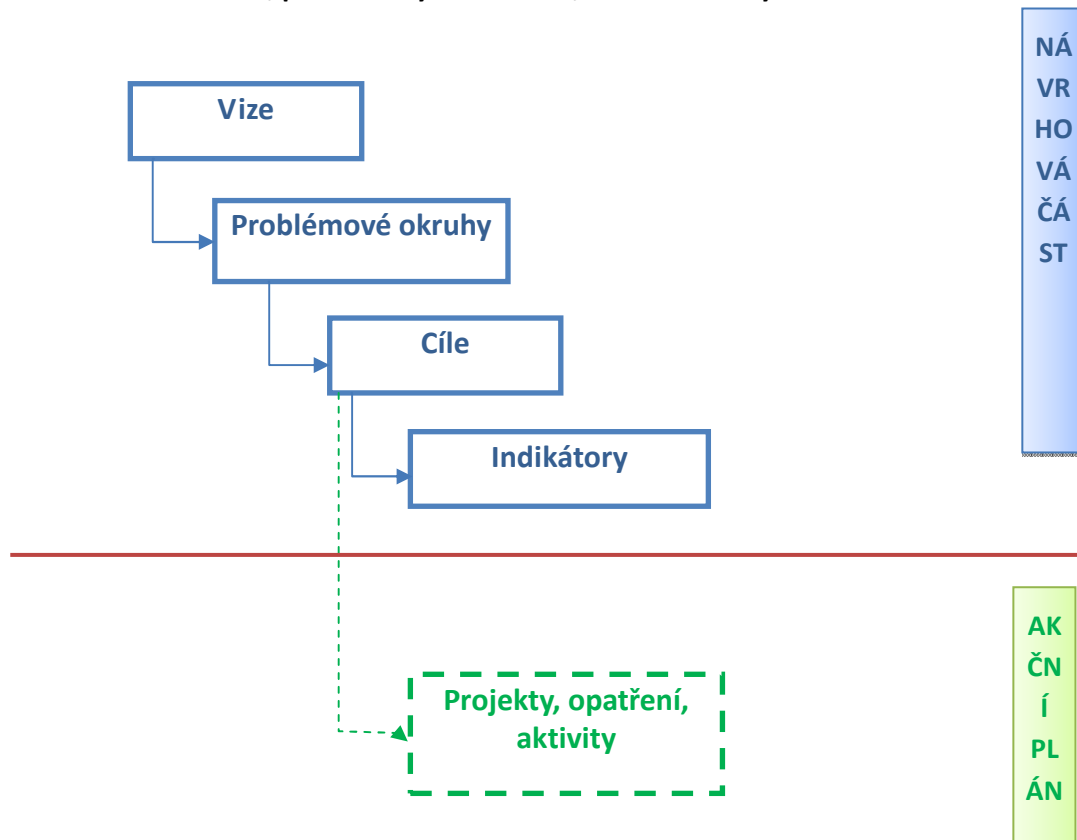 NÁ
VR
HO
VÁ
ČÁ
ST
Vize
Problémové okruhy
Cíle
Indikátory
AK
ČN
Í
PL
ÁN
Projekty, opatření,
aktivity